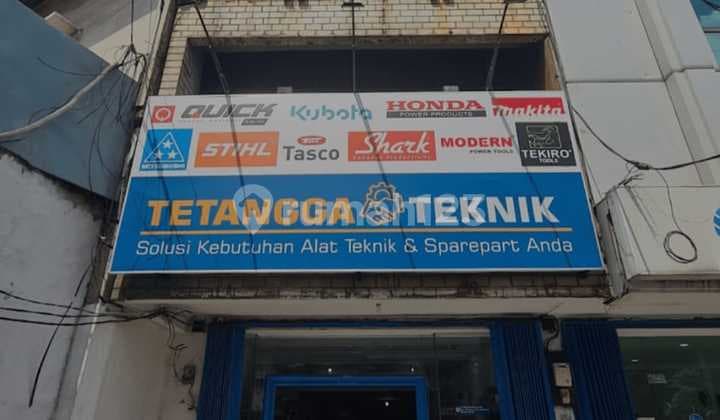 QUICK
Kubota
HONDA
POWER PRODUCTS
makita
STIHL
Tasco
Shark
MODERN
POWER TOOLS
TEKIRO
TOOLS
TETANGGA TEKNIK
Solusi Kebutuhan Alat Teknik & Sparepart Anda